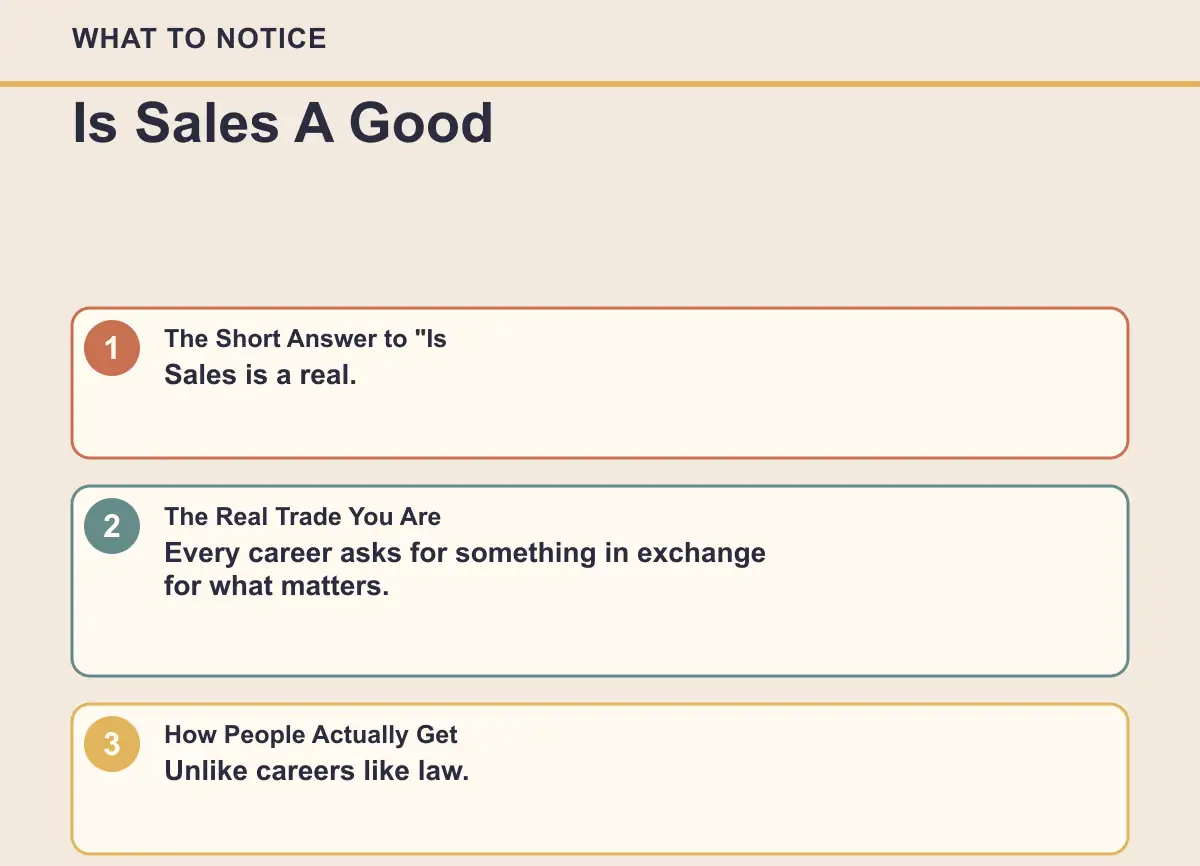 WHAT TO NOTICE
Is Sales A Good
1
The Short Answer to "Is
Sales is a real.
2
The Real Trade You Are
Every career asks for something in exchange
for what matters.
3
How People Actually Get
Unlike careers like law.